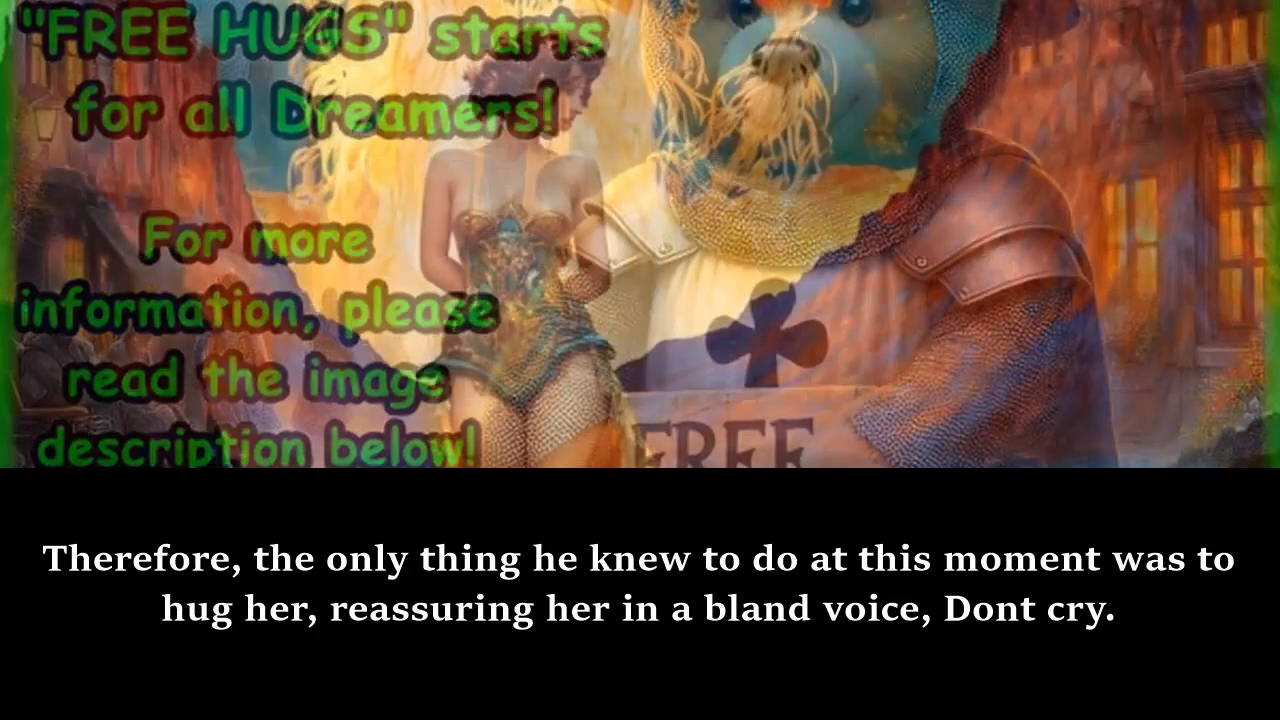 "FREE HUGS" starts
for all Dreamers!
For more
information, please
read the image
description below!
FREE
Therefore, the only thing he knew to do at this moment was to
hug her, reassuring her in a bland voice, Dont cry.